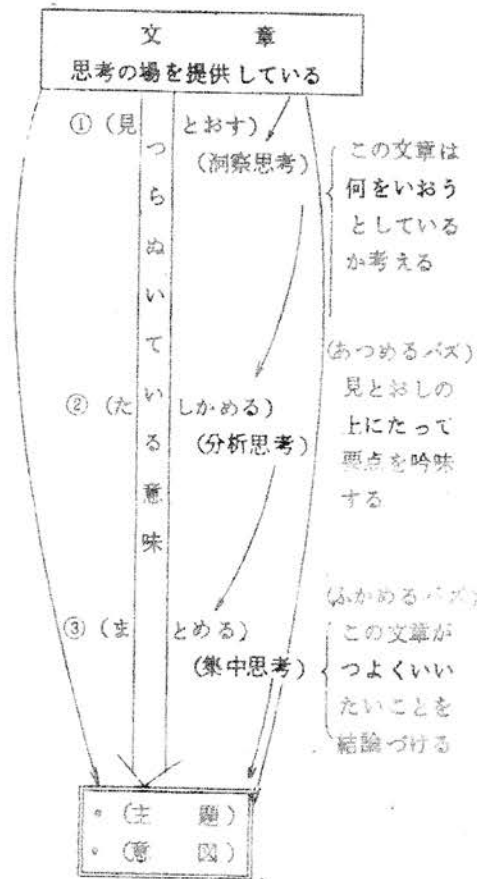 文　　章
思考の場を提供している
① (見とおす)
(洞察思考)
この文章は
何をいおう
としている
か考える
つらぬいている意味
(あつめるバズ)
② (たしかめる)
(分析思考)
見とおしの
上にたって
要点を吟味
する
③ (まとめる)
(集中思考)
(ふかめるバズ)
この文章が
つよくいい
たいことを
結論づける
・(主　　題)
・(意　　図)